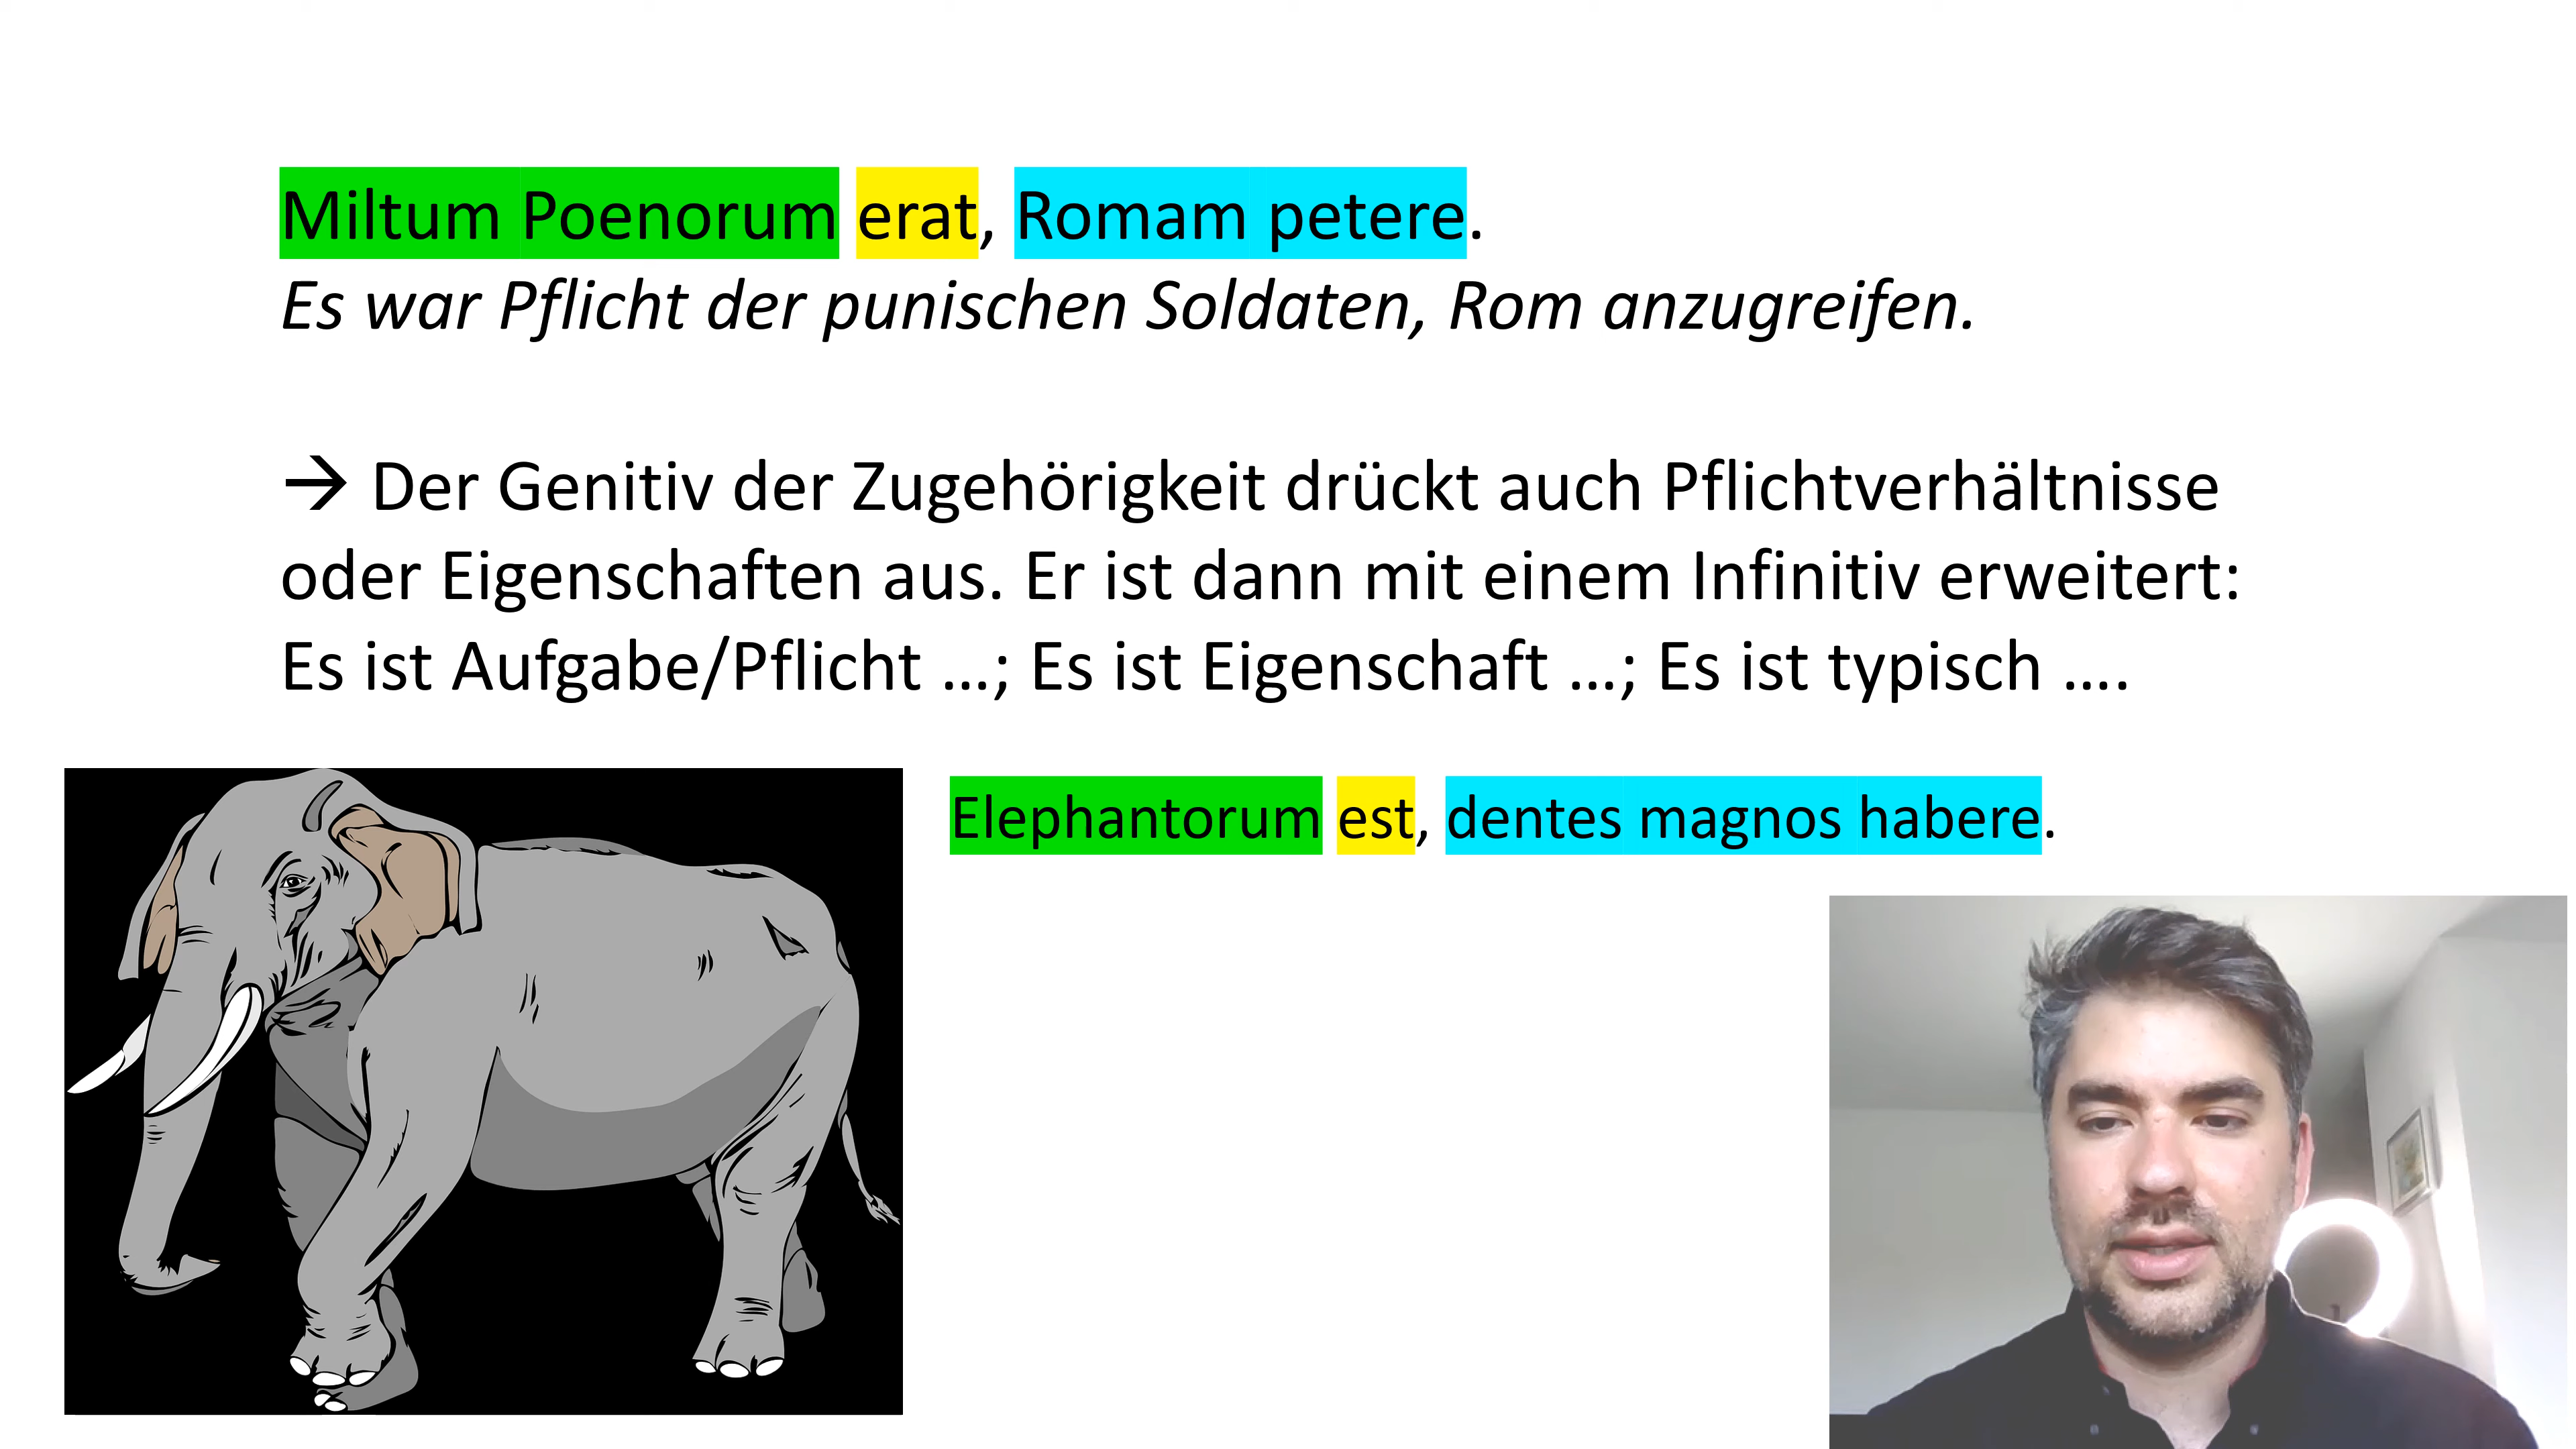 Miltum Poenorum erat, Romam petere.
Es war Pflicht der punischen Soldaten, Rom anzugreifen.
→ Der Genitiv der Zugehörigkeit drückt auch Pflichtverhältnisse
oder Eigenschaften aus. Er ist dann mit einem Infinitiv erweitert:
Es ist Aufgabe/Pflicht …; Es ist Eigenschaft …; Es ist typisch ….
Elephantorum est, dentes magnos habere.